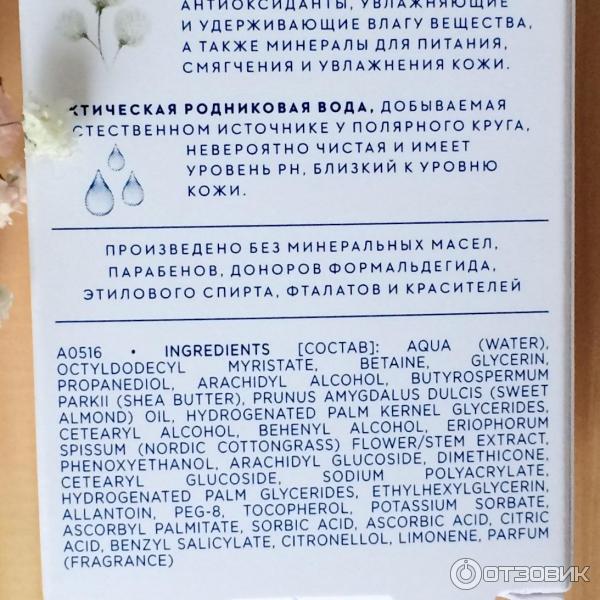 АНТИОКСИДАНТЫ, УВЛАЖНЯЮЩИЕ
И УДЕРЖИВАЮЩИЕ ВЛАГУ ВЕЩЕСТВА,
А ТАКЖЕ МИНЕРАЛЫ ДЛЯ ПИТАНИЯ,
СМЯГЧЕНИЯ И УВЛАЖНЕНИЯ КОЖИ.
КТИЧЕСКАЯ РОДНИКОВАЯ ВОДА, ДОБЫВАЕМАЯ
ЕСТЕСТВЕННОМ ИСТОЧНИКЕ У ПОЛЯРНОГО КРУГА,
НЕВЕРОЯТНО ЧИСТАЯ И ИМЕЕТ
УРОВЕНЬ PH, БЛИЗКИЙ К УРОВНЮ
КОЖИ.
ПРОИЗВЕДЕНО БЕЗ МИНЕРАЛЬНЫХ МАСЕЛ,
ПАРАБЕНОВ, ДОНОРОВ ФОРМАЛЬДЕГИДА,
ЭТИЛОВОГО СПИРТА, ФТАЛАТОВ И КРАСИТЕЛЕЙ
A0516 • INGREDIENTS [СОСТАВ]: AQUA (WATER),
OCTYLDODECYL MYRISTATE, BETAINE, GLYCERIN,
PROPANEDIOL, ARACHIDYL ALCOHOL, BUTYROSPERMUM
PARKII (SHEA BUTTER), PRUNUS AMYGDALUS DULCIS (SWEET
ALMOND) OIL, HYDROGENATED PALM KERNEL GLYCERIDES,
CETEARYL ALCOHOL, BEHENYL ALCOHOL, ERIOPHORUM
SPISSUM (NORDIC COTTONGRASS) FLOWER/STEM EXTRACT,
PHENOXYETHANOL, ARACHIDYL GLUCOSIDE, DIMETHICONE,
CETEARYL GLUCOSIDE, SODIUM POLYACRYLATE,
HYDROGENATED PALM GLYCERIDES, ETHYLHEXYLGLYCERIN,
ALLANTOIN, PEG-8, TOCOPHEROL, POTASSIUM SORBATE,
ASCORBYL PALMITATE, SORBIC ACID, ASCORBIC ACID, CITRIC
ACID, BENZYL SALICYLATE, CITRONELLOL, LIMONENE, PARFUM
(FRAGRANCE)
ОТЗОВИК